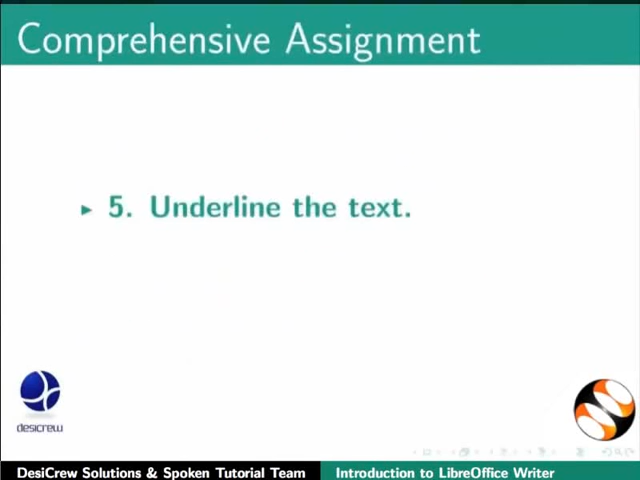 Comprehensive Assignment
5. Underline the text.
desicrew
DesiCrew Solutions & Spoken Tutorial Team
Introduction to LibreOffice Writer